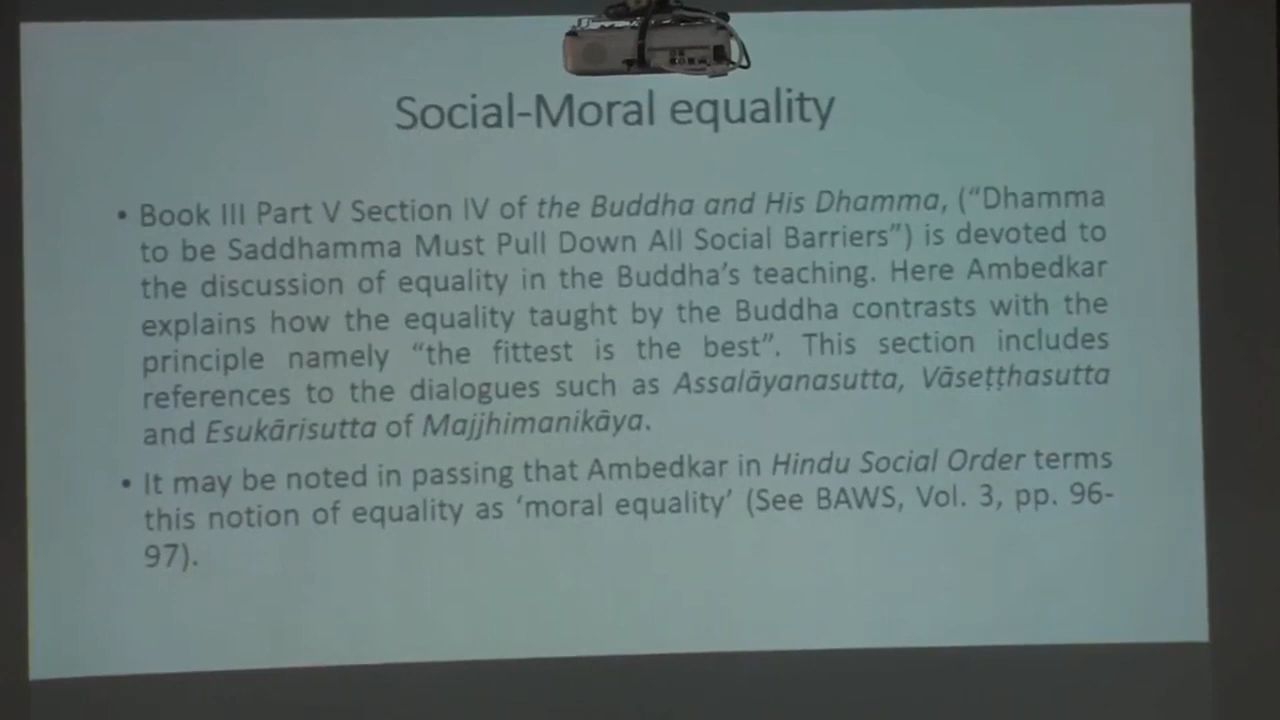 Social-Moral equality
• Book III Part V Section IV of the Buddha and His Dhamma, (“Dhamma
to be Saddhamma Must Pull Down All Social Barriers”) is devoted to
the discussion of equality in the Buddha’s teaching. Here Ambedkar
explains how the equality taught by the Buddha contrasts with the
principle namely “the fittest is the best”. This section includes
references to the dialogues such as Assalāyanasutta, Vāseṭṭhasutta
and Esukārisutta of Majjhimanikāya.
• It may be noted in passing that Ambedkar in Hindu Social Order terms
this notion of equality as ‘moral equality’ (See BAWS, Vol. 3, pp. 96-
97).